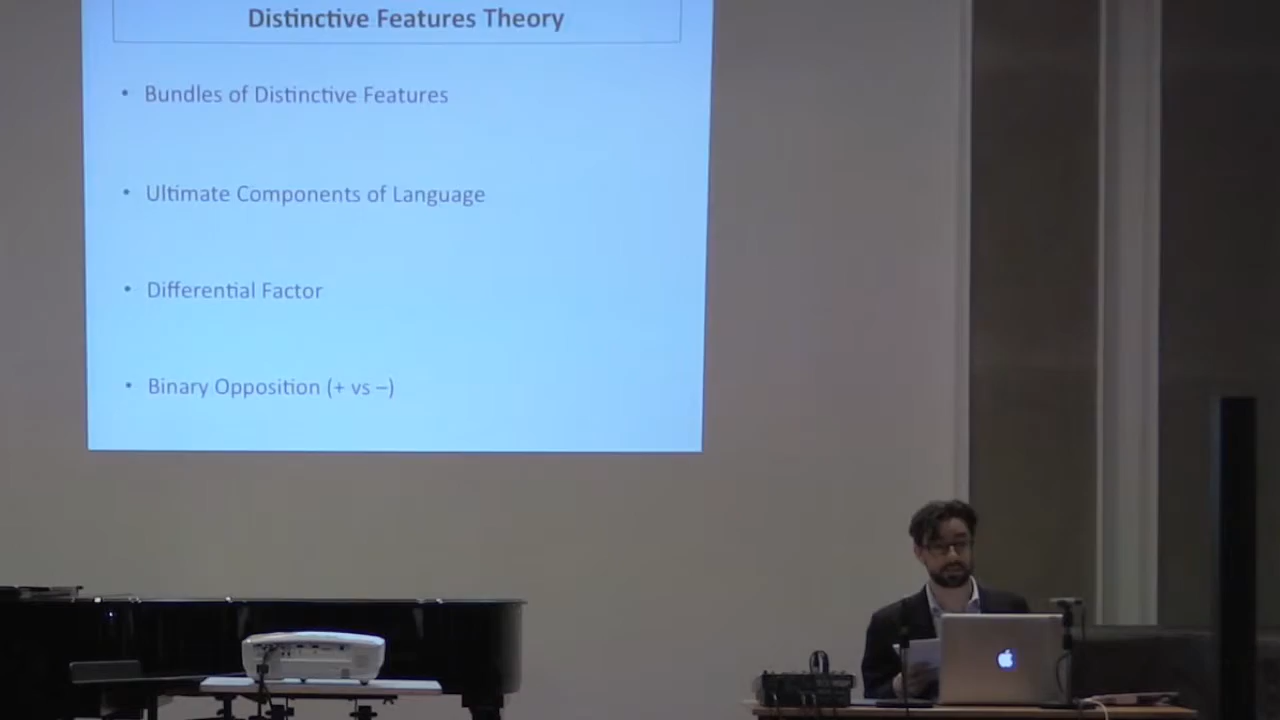 Distinctive Features Theory
• Bundles of Distinctive Features
• Ultimate Components of Language
• Differential Factor
• Binary Opposition (+ vs –)